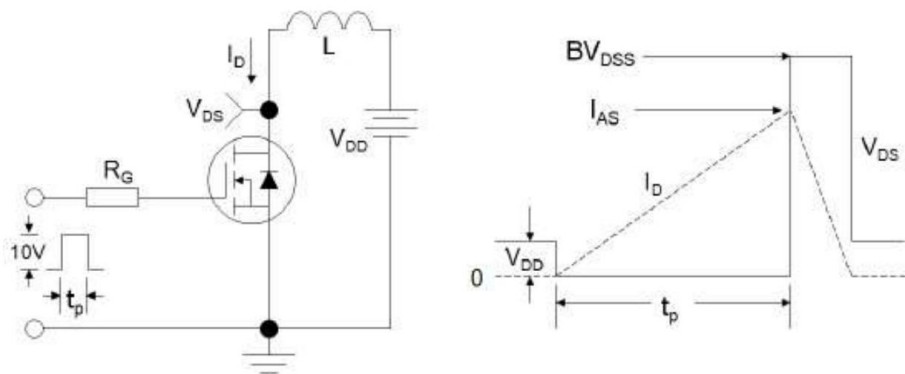 L
I_D
V_DS
V_DD
R_G
10V
t_p
BV_DSS
I_AS
V_DS
I_D
V_DD
0
t_p